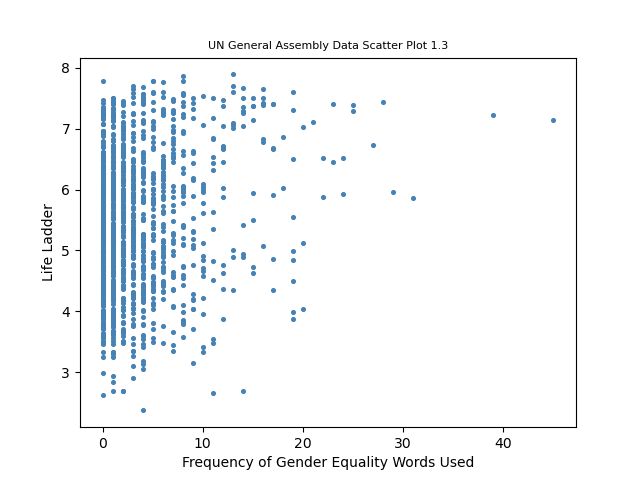 UN General Assembly Data Scatter Plot 1.3
8
7
6
5
4
3
Life Ladder
0 10 20 30 40
Frequency of Gender Equality Words Used